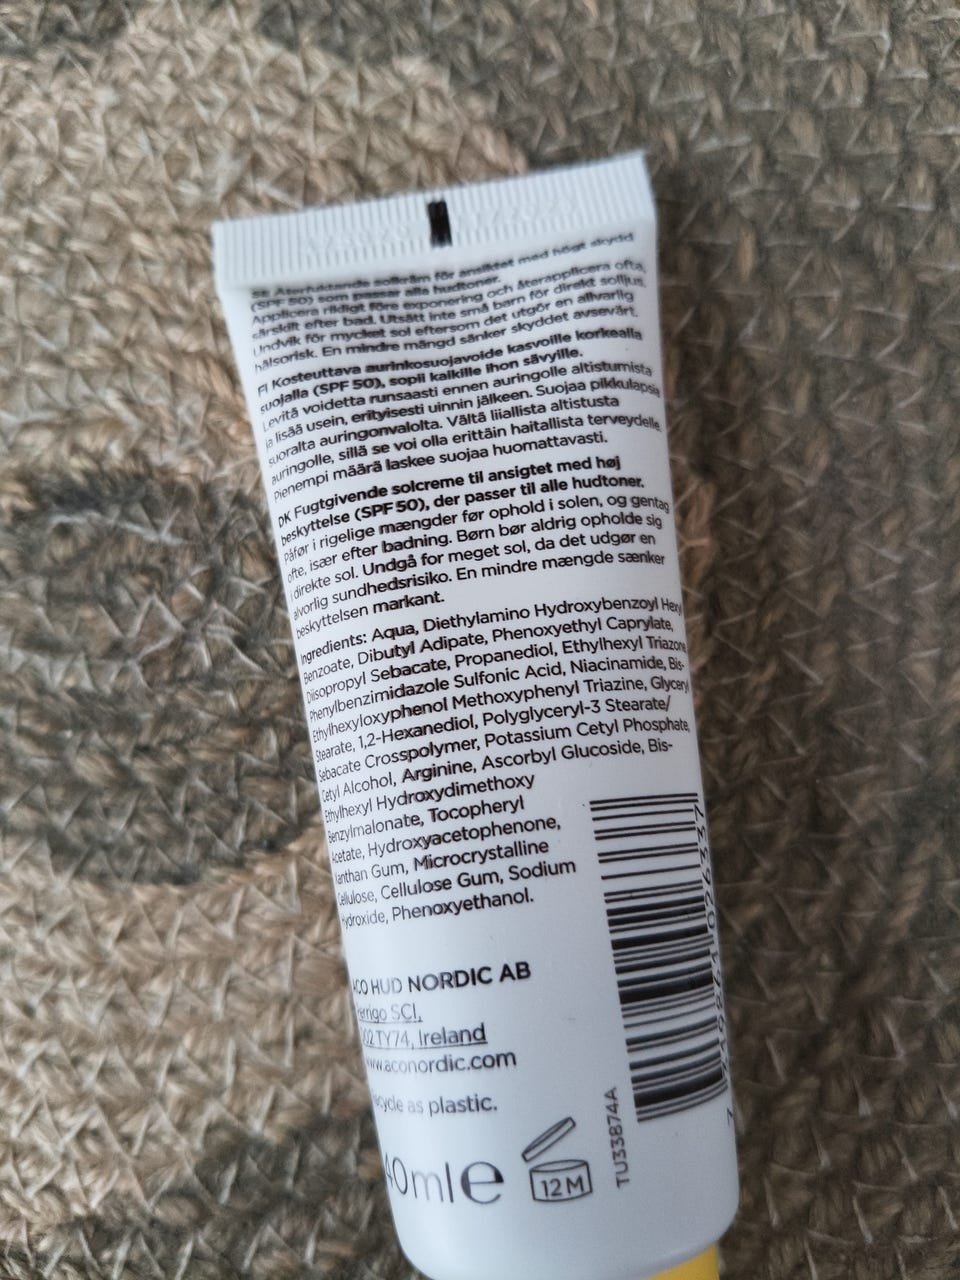 SE Återfuktande solkräm för ansiktet med högt skydd
(SPF 50) som passar alla hudtoner.
Applicera rikligt före exponering och återapplicera ofta,
särskilt efter bad. Utsätt inte små barn för direkt solljus.
Undvik för mycket sol eftersom det utgör en allvarlig
hälsorisk. En mindre mängd sänker skyddet avsevärt.
FI Kosteuttava aurinkosuojavoide kasvoille korkealla
suojalla (SPF 50), sopii kaikille ihon sävyille.
Levitä voidetta runsaasti ennen auringolle altistumista
ja lisää usein, erityisesti uinnin jälkeen. Suojaa pikkulapsia
suoralta auringonvalolta. Vältä liiallista altistusta
auringolle, sillä se voi olla erittäin haitallista terveydelle.
Pienempi määrä laskee suojaa huomattavasti.
DK Fugtgivende solcreme til ansigtet med høj
beskyttelse (SPF 50), der passer til alle hudtoner.
Påfør i rigelige mængder før ophold i solen, og gentag
ofte, især efter badning. Børn bør aldrig opholde sig
i direkte sol. Undgå for meget sol, da det udgør en
alvorlig sundhedsrisiko. En mindre mængde sænker
beskyttelsen markant.
Ingredients: Aqua, Diethylamino Hydroxybenzoyl Hexyl
Benzoate, Dibutyl Adipate, Phenoxyethyl Caprylate,
Diisopropyl Sebacate, Propanediol, Ethylhexyl Triazone,
Phenylbenzimidazole Sulfonic Acid, Niacinamide, Bis-
Ethylhexyloxyphenol Methoxyphenyl Triazine, Glyceryl
Stearate, 1,2-Hexanediol, Polyglyceryl-3 Stearate/
Sebacate Crosspolymer, Potassium Cetyl Phosphate,
Cetyl Alcohol, Arginine, Ascorbyl Glucoside, Bis-
Ethylhexyl Hydroxydimethoxy
Benzylmalonate, Tocopheryl
Acetate, Hydroxyacetophenone,
Xanthan Gum, Microcrystalline
Cellulose, Cellulose Gum, Sodium
Hydroxide, Phenoxyethanol.
ACO HUD NORDIC AB
Perrigo SCI,
D02 TY74, Ireland
www.aconordic.com
Recycle as plastic.
40ml e
12M
TU33874A